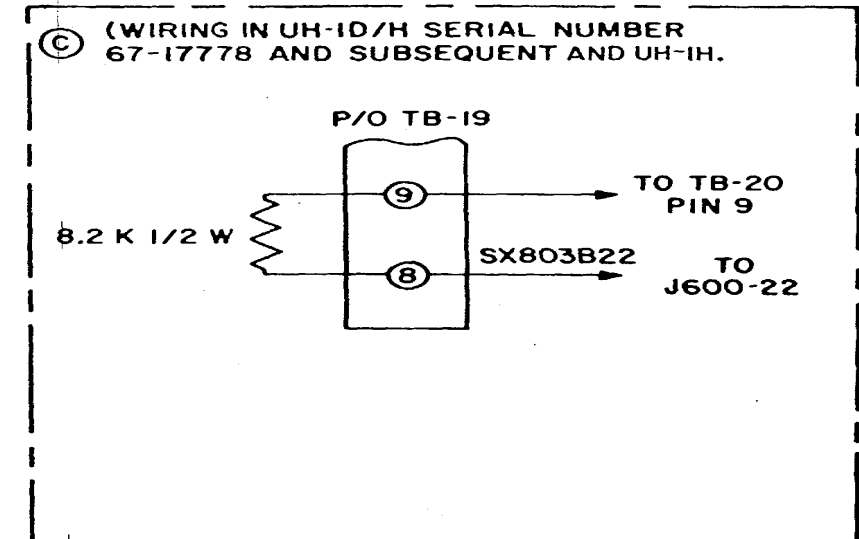 C (WIRING IN UH-1D/H SERIAL NUMBER
67-17778 AND SUBSEQUENT AND UH-1H.
P/O TB-19
9
TO TB-20
PIN 9
8.2 K 1/2 W
SX803B22
8
TO
J600-22